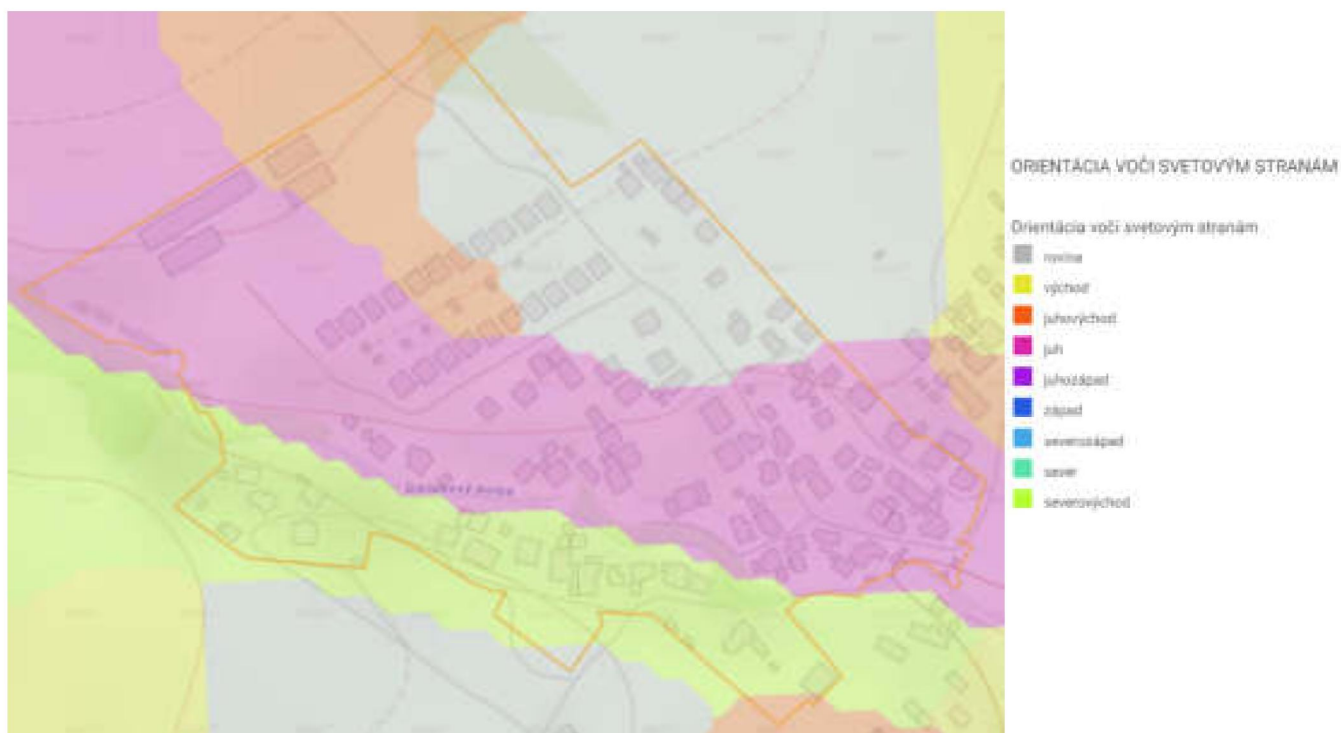 ORIENTÁCIA VOČI SVETOVÝM STRANÁM
Orientácia voči svetovým stranám
rovina
východ
juhovýchod
juh
juhozápad
západ
severozápad
sever
severovýchod